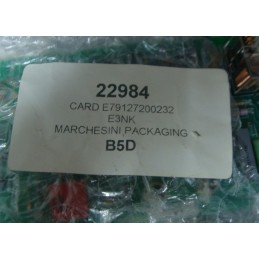 22984
CARD E79127200232
E3NK
MARCHESINI PACKAGING
B5D